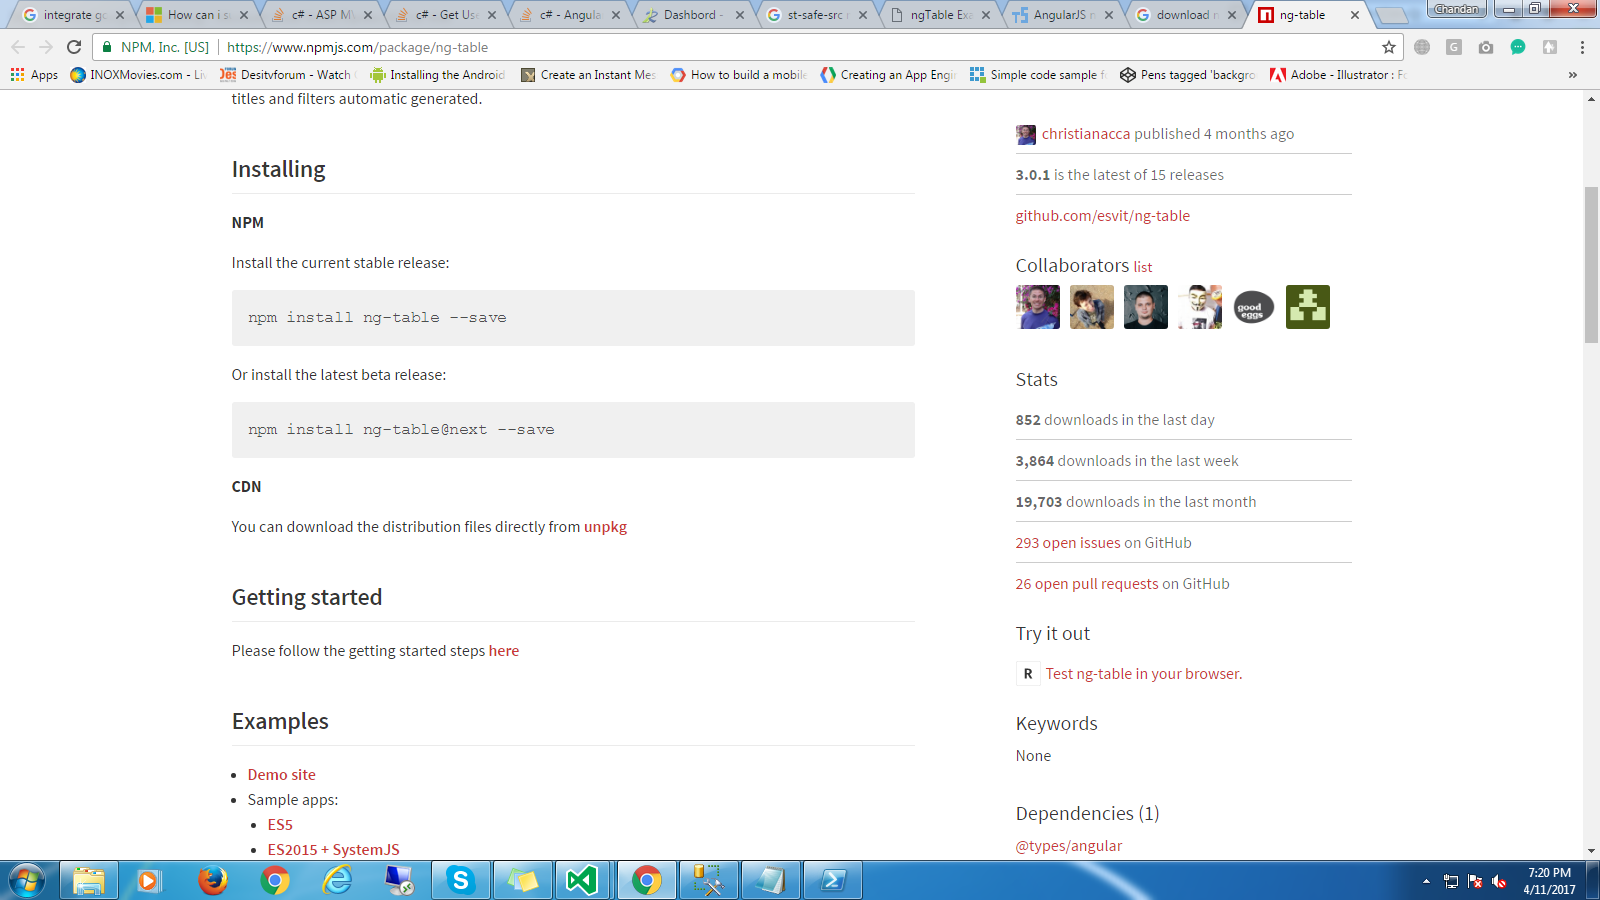 integrate go
How can i s
c# - ASP M
c# - Get Use
c# - Angula
Dashbord -
st-safe-src n
ngTable Exa
AngularJS n
download n
ng-table
Chandan
NPM, Inc. [US]
https://www.npmjs.com/package/ng-table
Apps
INOXMovies.com - Liv
Desitvforum - Watch
Installing the Android
Create an Instant Mes
How to build a mobile
Creating an App Engi
Simple code sample f
Pens tagged 'backgro
Adobe - Illustrator : Fo
»
titles and filters automatic generated.
Installing
NPM
Install the current stable release:
npm install ng-table --save
Or install the latest beta release:
npm install ng-table@next --save
CDN
You can download the distribution files directly from unpkg
Getting started
Please follow the getting started steps here
Examples
• Demo site
• Sample apps:
• ES5
• ES2015 + SystemJS
christianacca published 4 months ago
3.0.1 is the latest of 15 releases
github.com/esvit/ng-table
Collaborators list
good
eggs
Stats
852 downloads in the last day
3,864 downloads in the last week
19,703 downloads in the last month
293 open issues on GitHub
26 open pull requests on GitHub
Try it out
R Test ng-table in your browser.
Keywords
None
Dependencies (1)
@types/angular
7:20 PM
4/11/2017